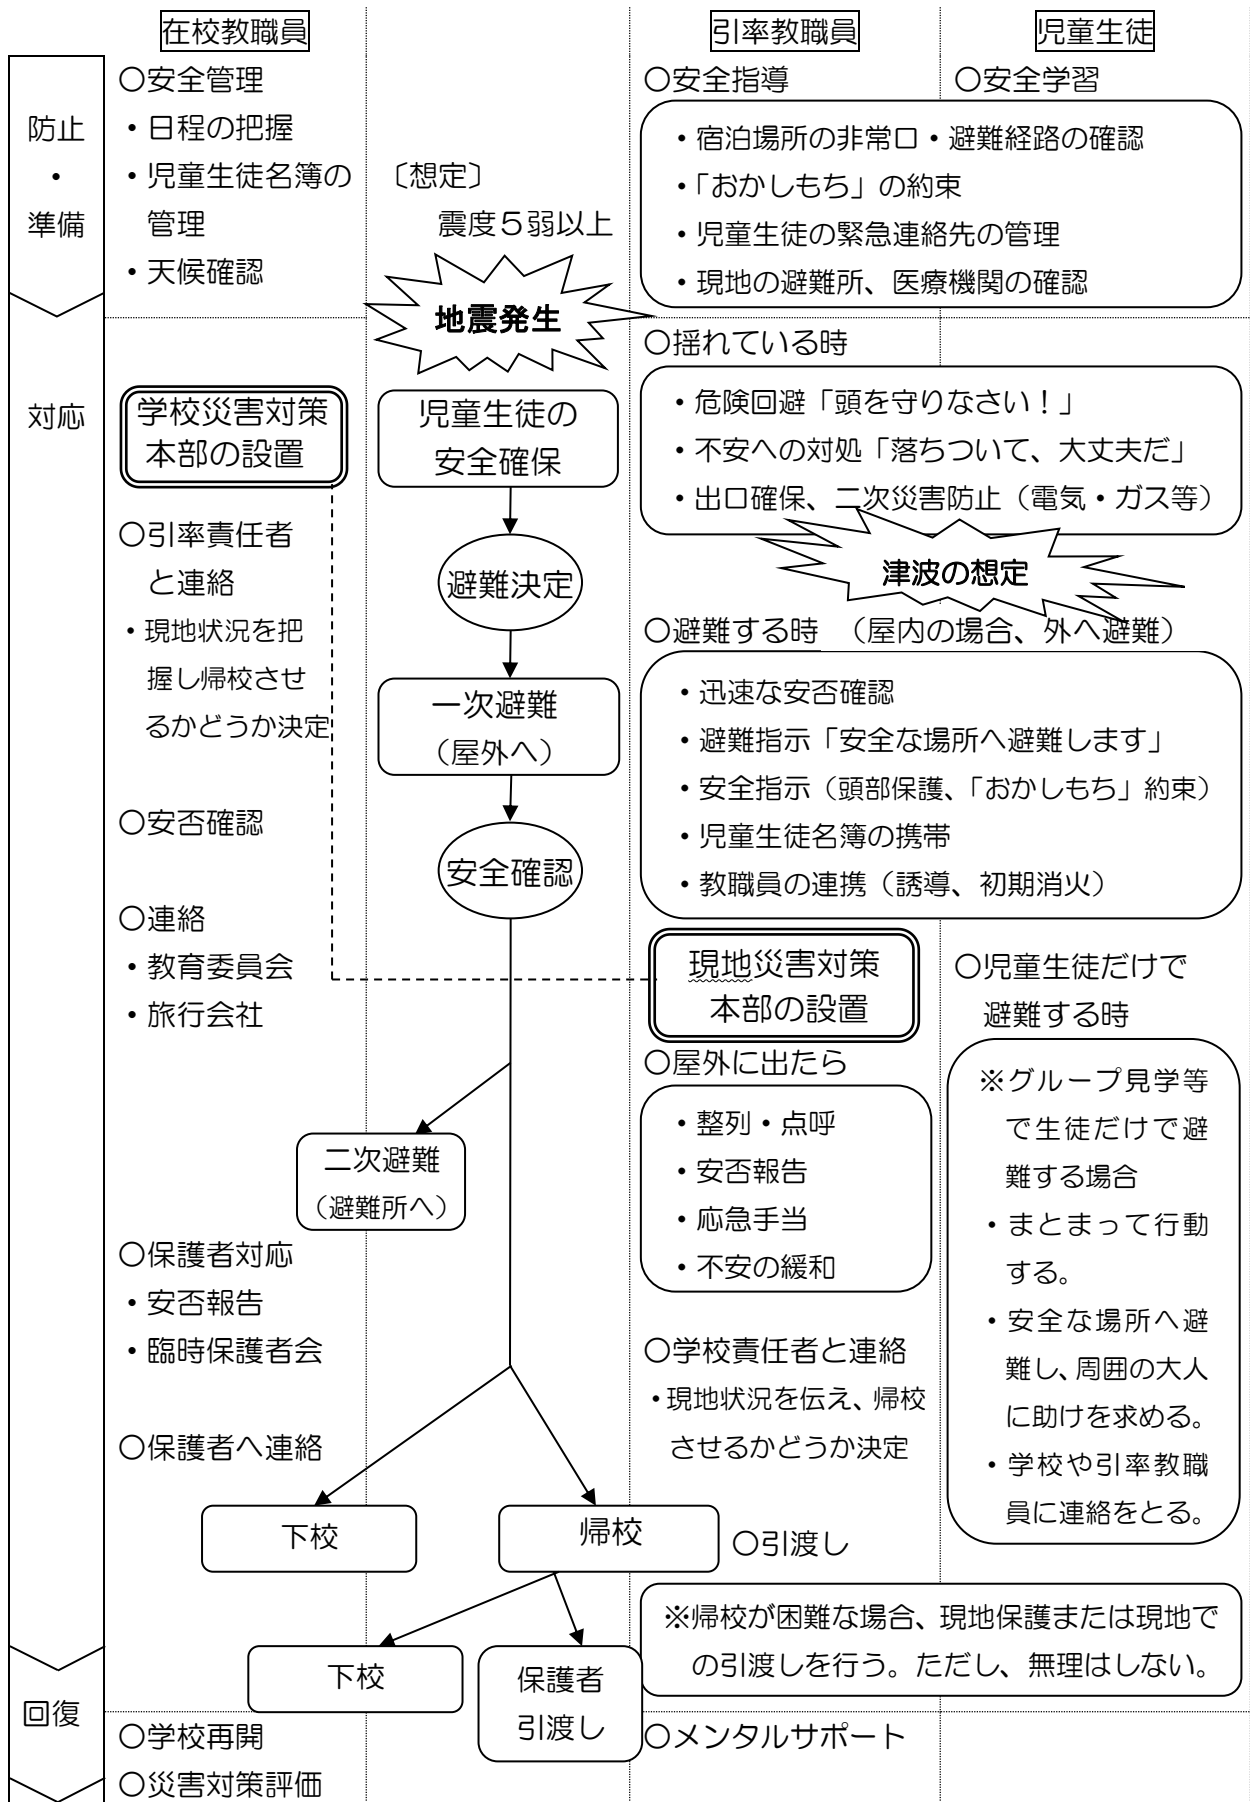 在校教職員
引率教職員
児童生徒
防止
・
準備
〇安全管理
・日程の把握
・児童生徒名簿の
管理
・天候確認
〔想定〕
震度５弱以上
地震発生
〇安全指導
〇安全学習
・宿泊場所の非常口・避難経路の確認
・「おかしもち」の約束
・児童生徒の緊急連絡先の管理
・現地の避難所、医療機関の確認
対応
学校災害対策
本部の設置
〇引率責任者
と連絡
・現地状況を把
握し帰校させ
るかどうか決定
〇安否確認
〇連絡
・教育委員会
・旅行会社
〇保護者対応
・安否報告
・臨時保護者会
〇保護者へ連絡
児童生徒の
安全確保
避難決定
一次避難
（屋外へ）
安全確認
二次避難
（避難所へ）
下校
帰校
下校
保護者
引渡し
〇揺れている時
・危険回避「頭を守りなさい！」
・不安への対処「落ちついて、大丈夫だ」
・出口確保、二次災害防止（電気・ガス等）
津波の想定
〇避難する時　（屋内の場合、外へ避難）
・迅速な安否確認
・避難指示「安全な場所へ避難します」
・安全指示（頭部保護、「おかしもち」約束）
・児童生徒名簿の携帯
・教職員の連携（誘導、初期消火）
現地災害対策
本部の設置
〇屋外に出たら
・整列・点呼
・安否報告
・応急手当
・不安の緩和
〇学校責任者と連絡
・現地状況を伝え、帰校
させるかどうか決定
〇児童生徒だけで
避難する時
※グループ見学等
で生徒だけで避
難する場合
・まとまって行動
する。
・安全な場所へ避
難し、周囲の大人
に助けを求める。
・学校や引率教職
員に連絡をとる。
〇引渡し
※帰校が困難な場合、現地保護または現地で
の引渡しを行う。ただし、無理はしない。
回復
〇学校再開
〇災害対策評価
〇メンタルサポート